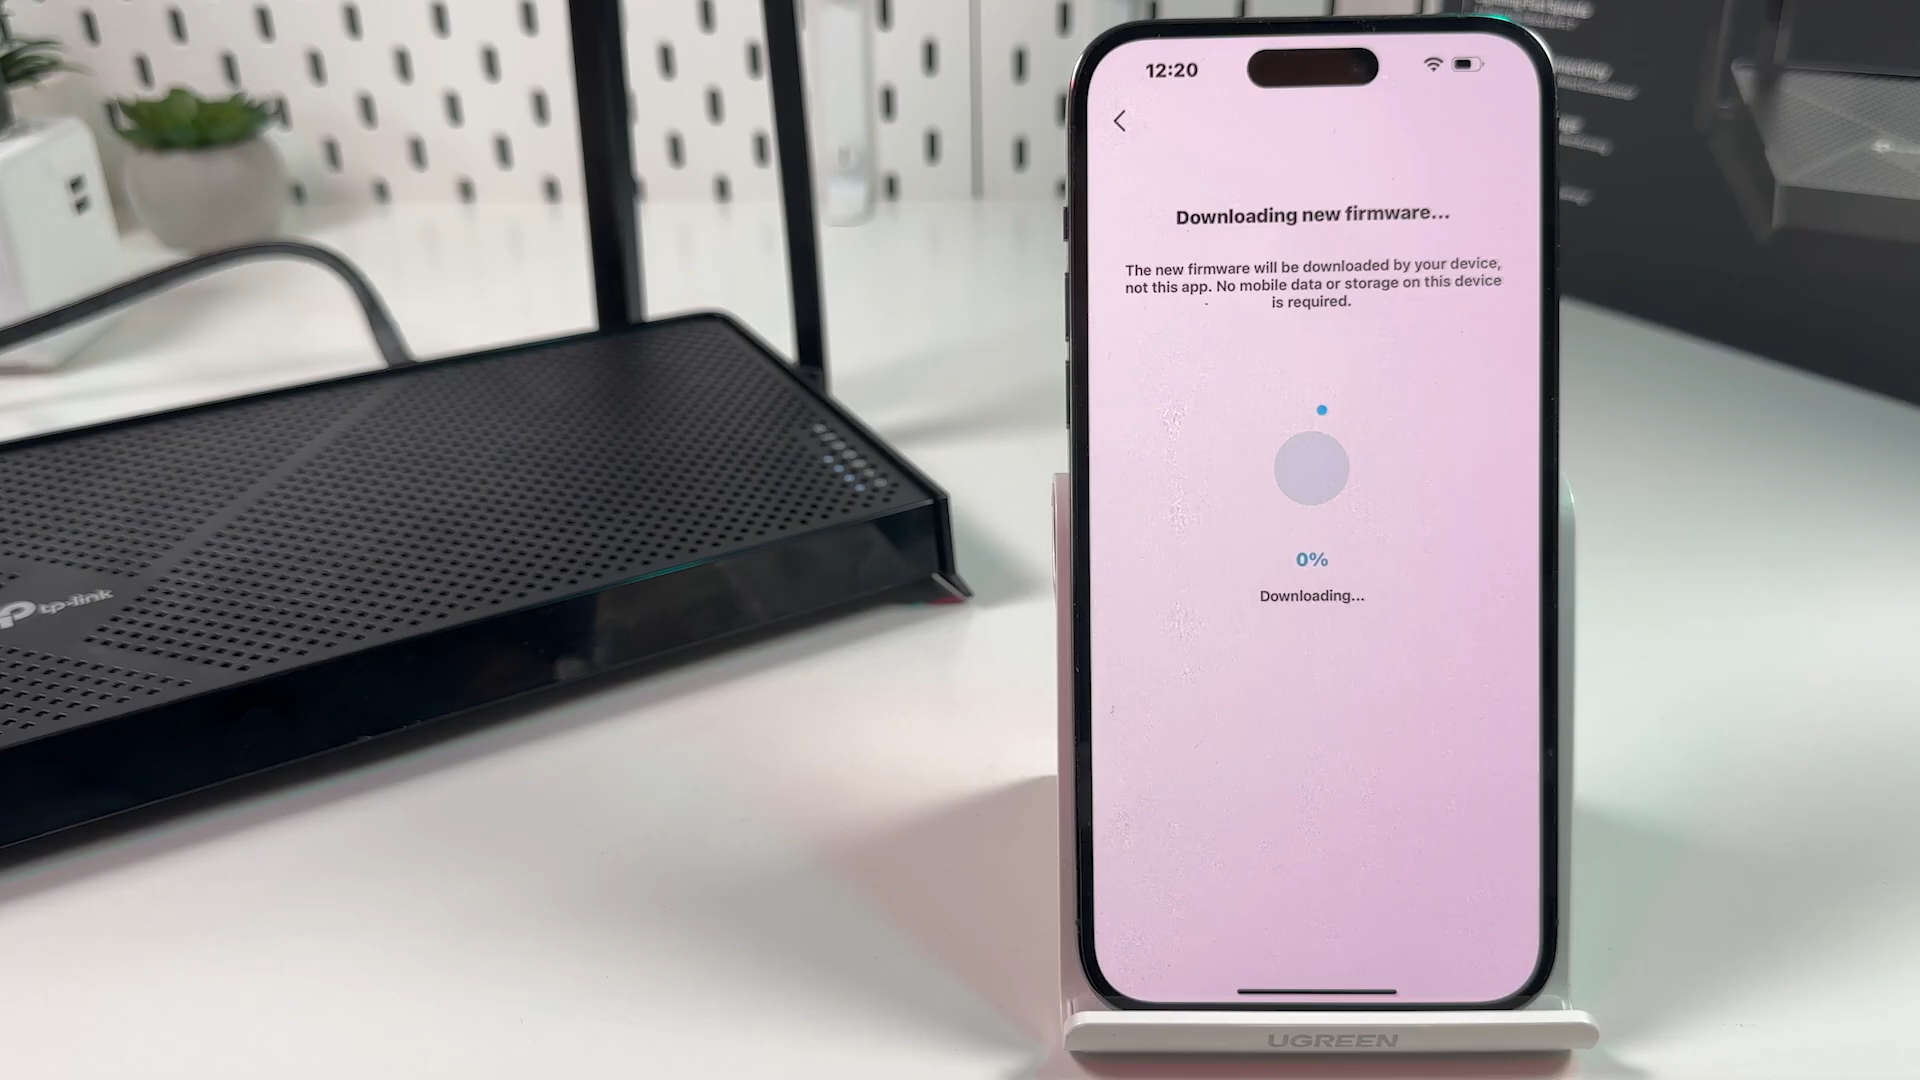 12:20
Downloading new firmware...
The new firmware will be downloaded by your device,
not this app. No mobile data or storage on this device
is required.
0%
Downloading...
tp-link
UGREEN